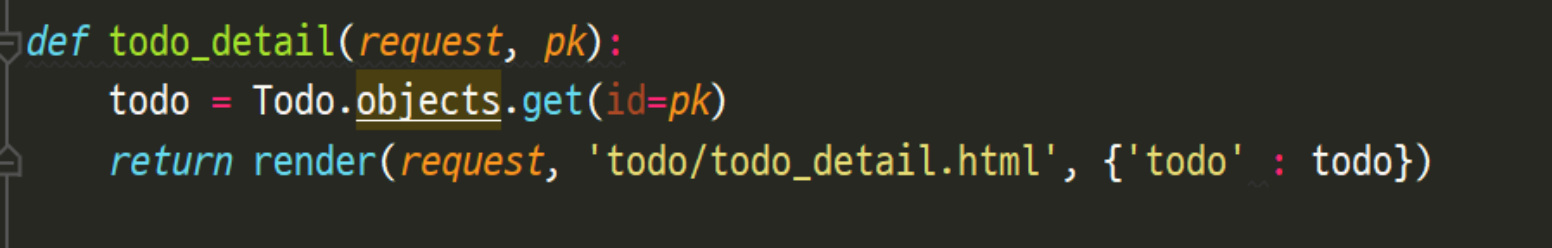 def todo_detail(request, pk):
    todo = Todo.objects.get(id=pk)
    return render(request, 'todo/todo_detail.html', {'todo' : todo})